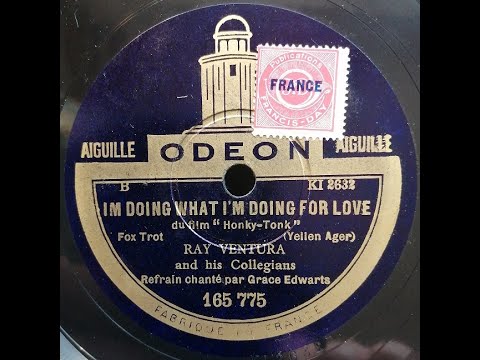 Publications
FRANCE
FRANCIS-DAY
AIGUILLE ODEON AIGUILLE
B KI 2632
IM DOING WHAT I'M DOING FOR LOVE
du film "Honky-Tonk"
Fox Trot (Yellen Ager)
RAY VENTURA
and his Collegians
Refrain chanté par Grace Edwarts
165 775
FABRIQUÉ EN FRANCE